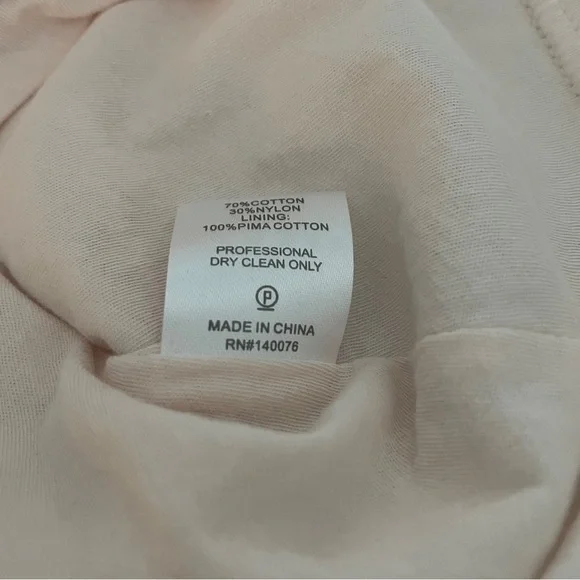 70%COTTON
30%NYLON
LINING:
100%PIMA COTTON
PROFESSIONAL
DRY CLEAN ONLY
P
MADE IN CHINA
RN#140076